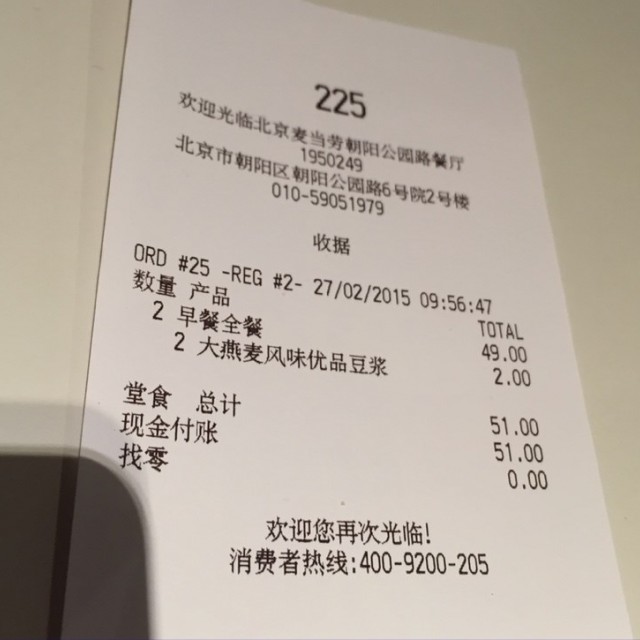 225
欢迎光临北京麦当劳朝阳公园路餐厅
1950249
北京市朝阳区朝阳公园路6号院2号楼
010-59051979
收据
ORD #25 -REG #2- 27/02/2015 09:56:47
数量 产品 TOTAL
2 早餐全餐 49.00
2 大燕麦风味优品豆浆 2.00
堂食 总计 51.00
现金付账 51.00
找零 0.00
欢迎您再次光临!
消费者热线:400-9200-205